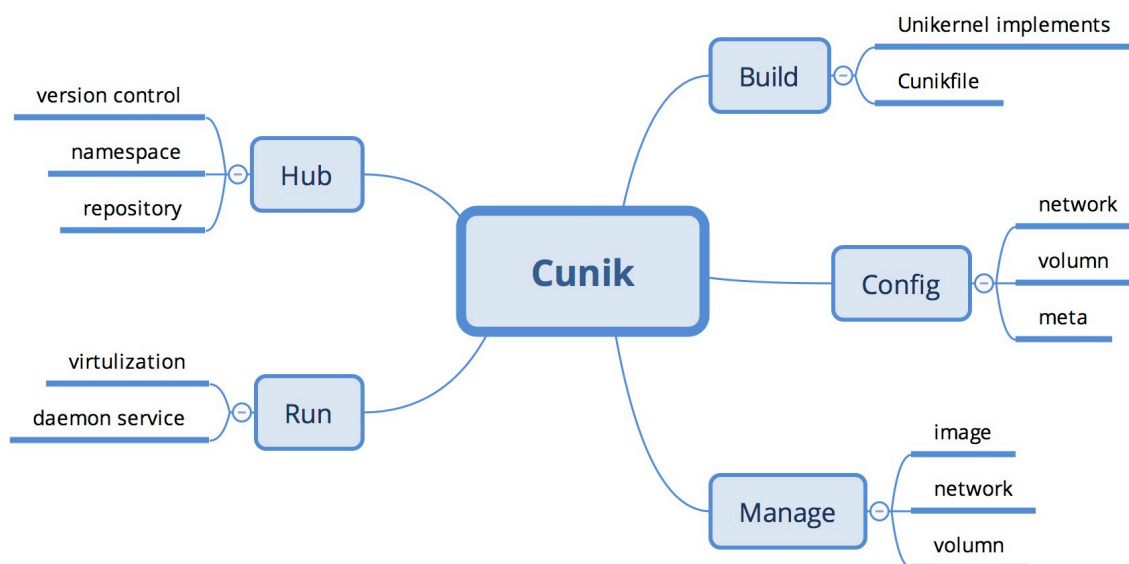 Cunik
Build
Unikernel implements
Cunikfile
Config
network
volumn
meta
Manage
image
network
volumn
Hub
version control
namespace
repository
Run
virtulization
daemon service